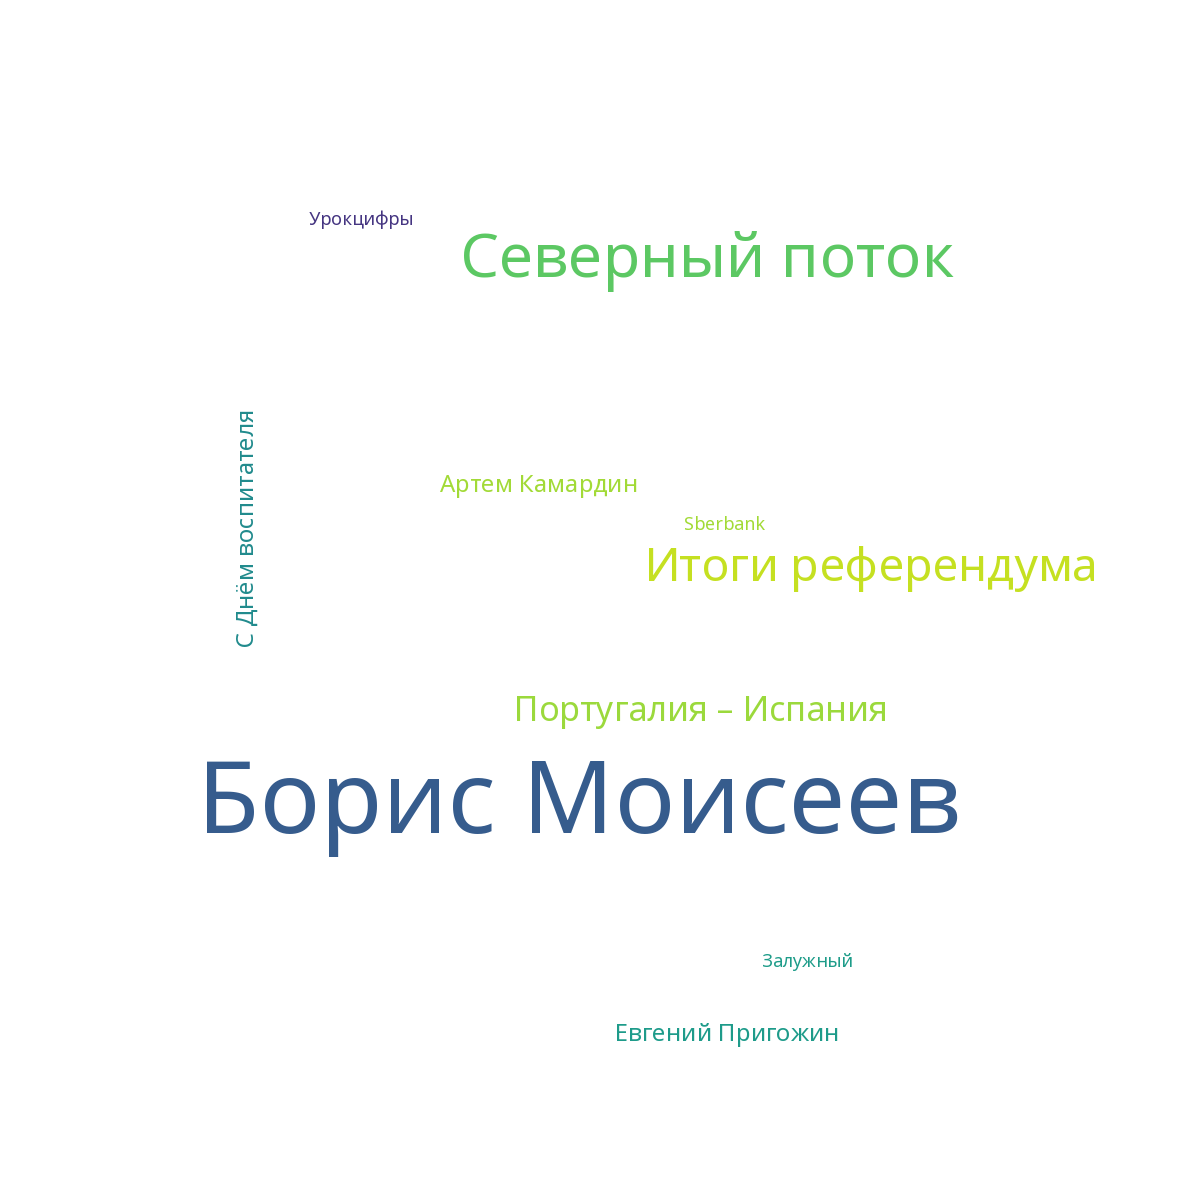 Урокцифры
Северный поток
С Днём воспитателя
Артем Камардин
Sberbank
Итоги референдума
Португалия – Испания
Борис Моисеев
Залужный
Евгений Пригожин